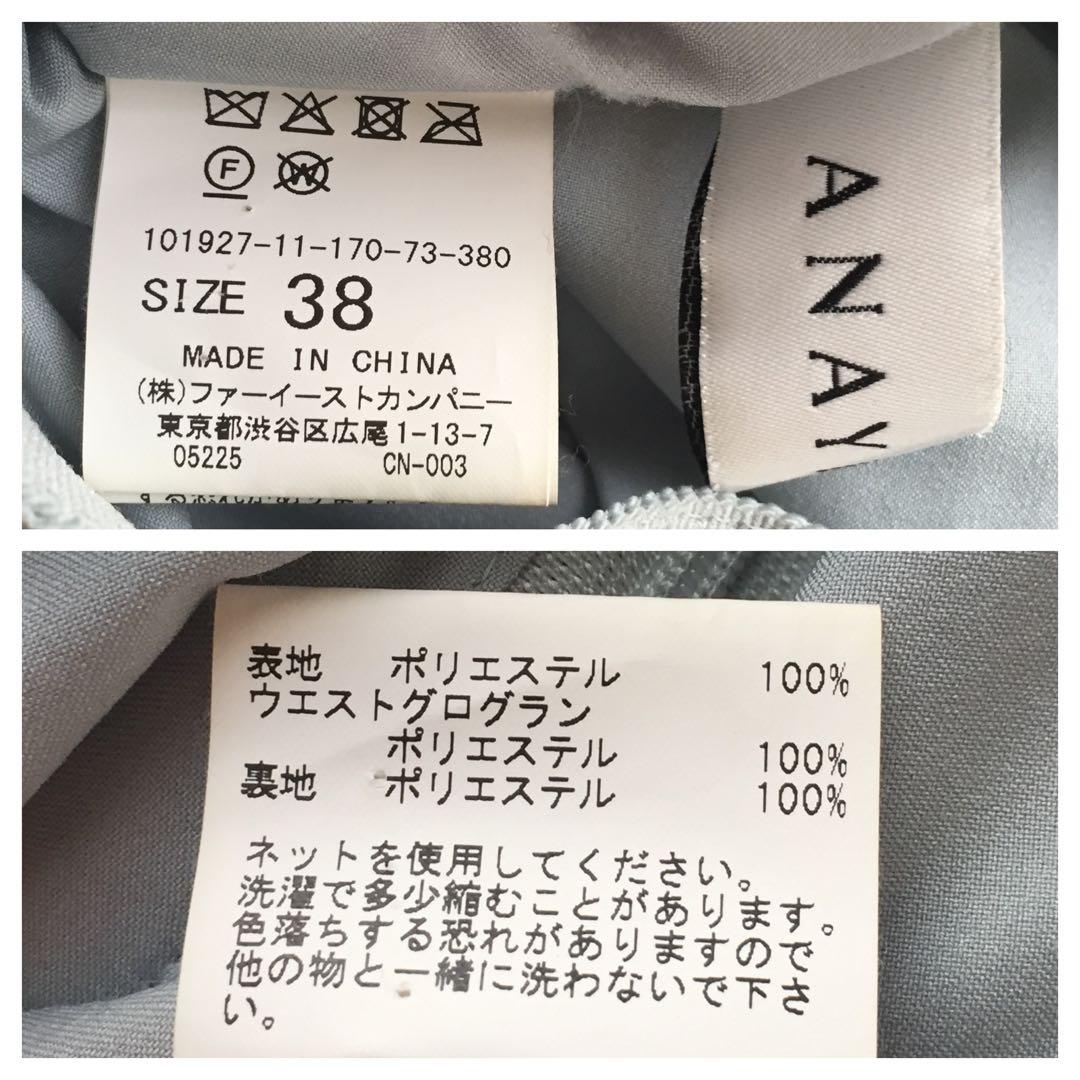 F
W
101927-11-170-73-380
SIZE 38
MADE IN CHINA
(株)ファーイーストカンパニー
東京都渋谷区広尾1-13-7
05225 CN-003
ANAY
表地 ポリエステル 100%
ウエストグログラン
ポリエステル 100%
裏地 ポリエステル 100%
ネットを使用してください。
洗濯で多少縮むことがあります。
色落ちする恐れがありますので
他の物と一緒に洗わないで下さ
い。